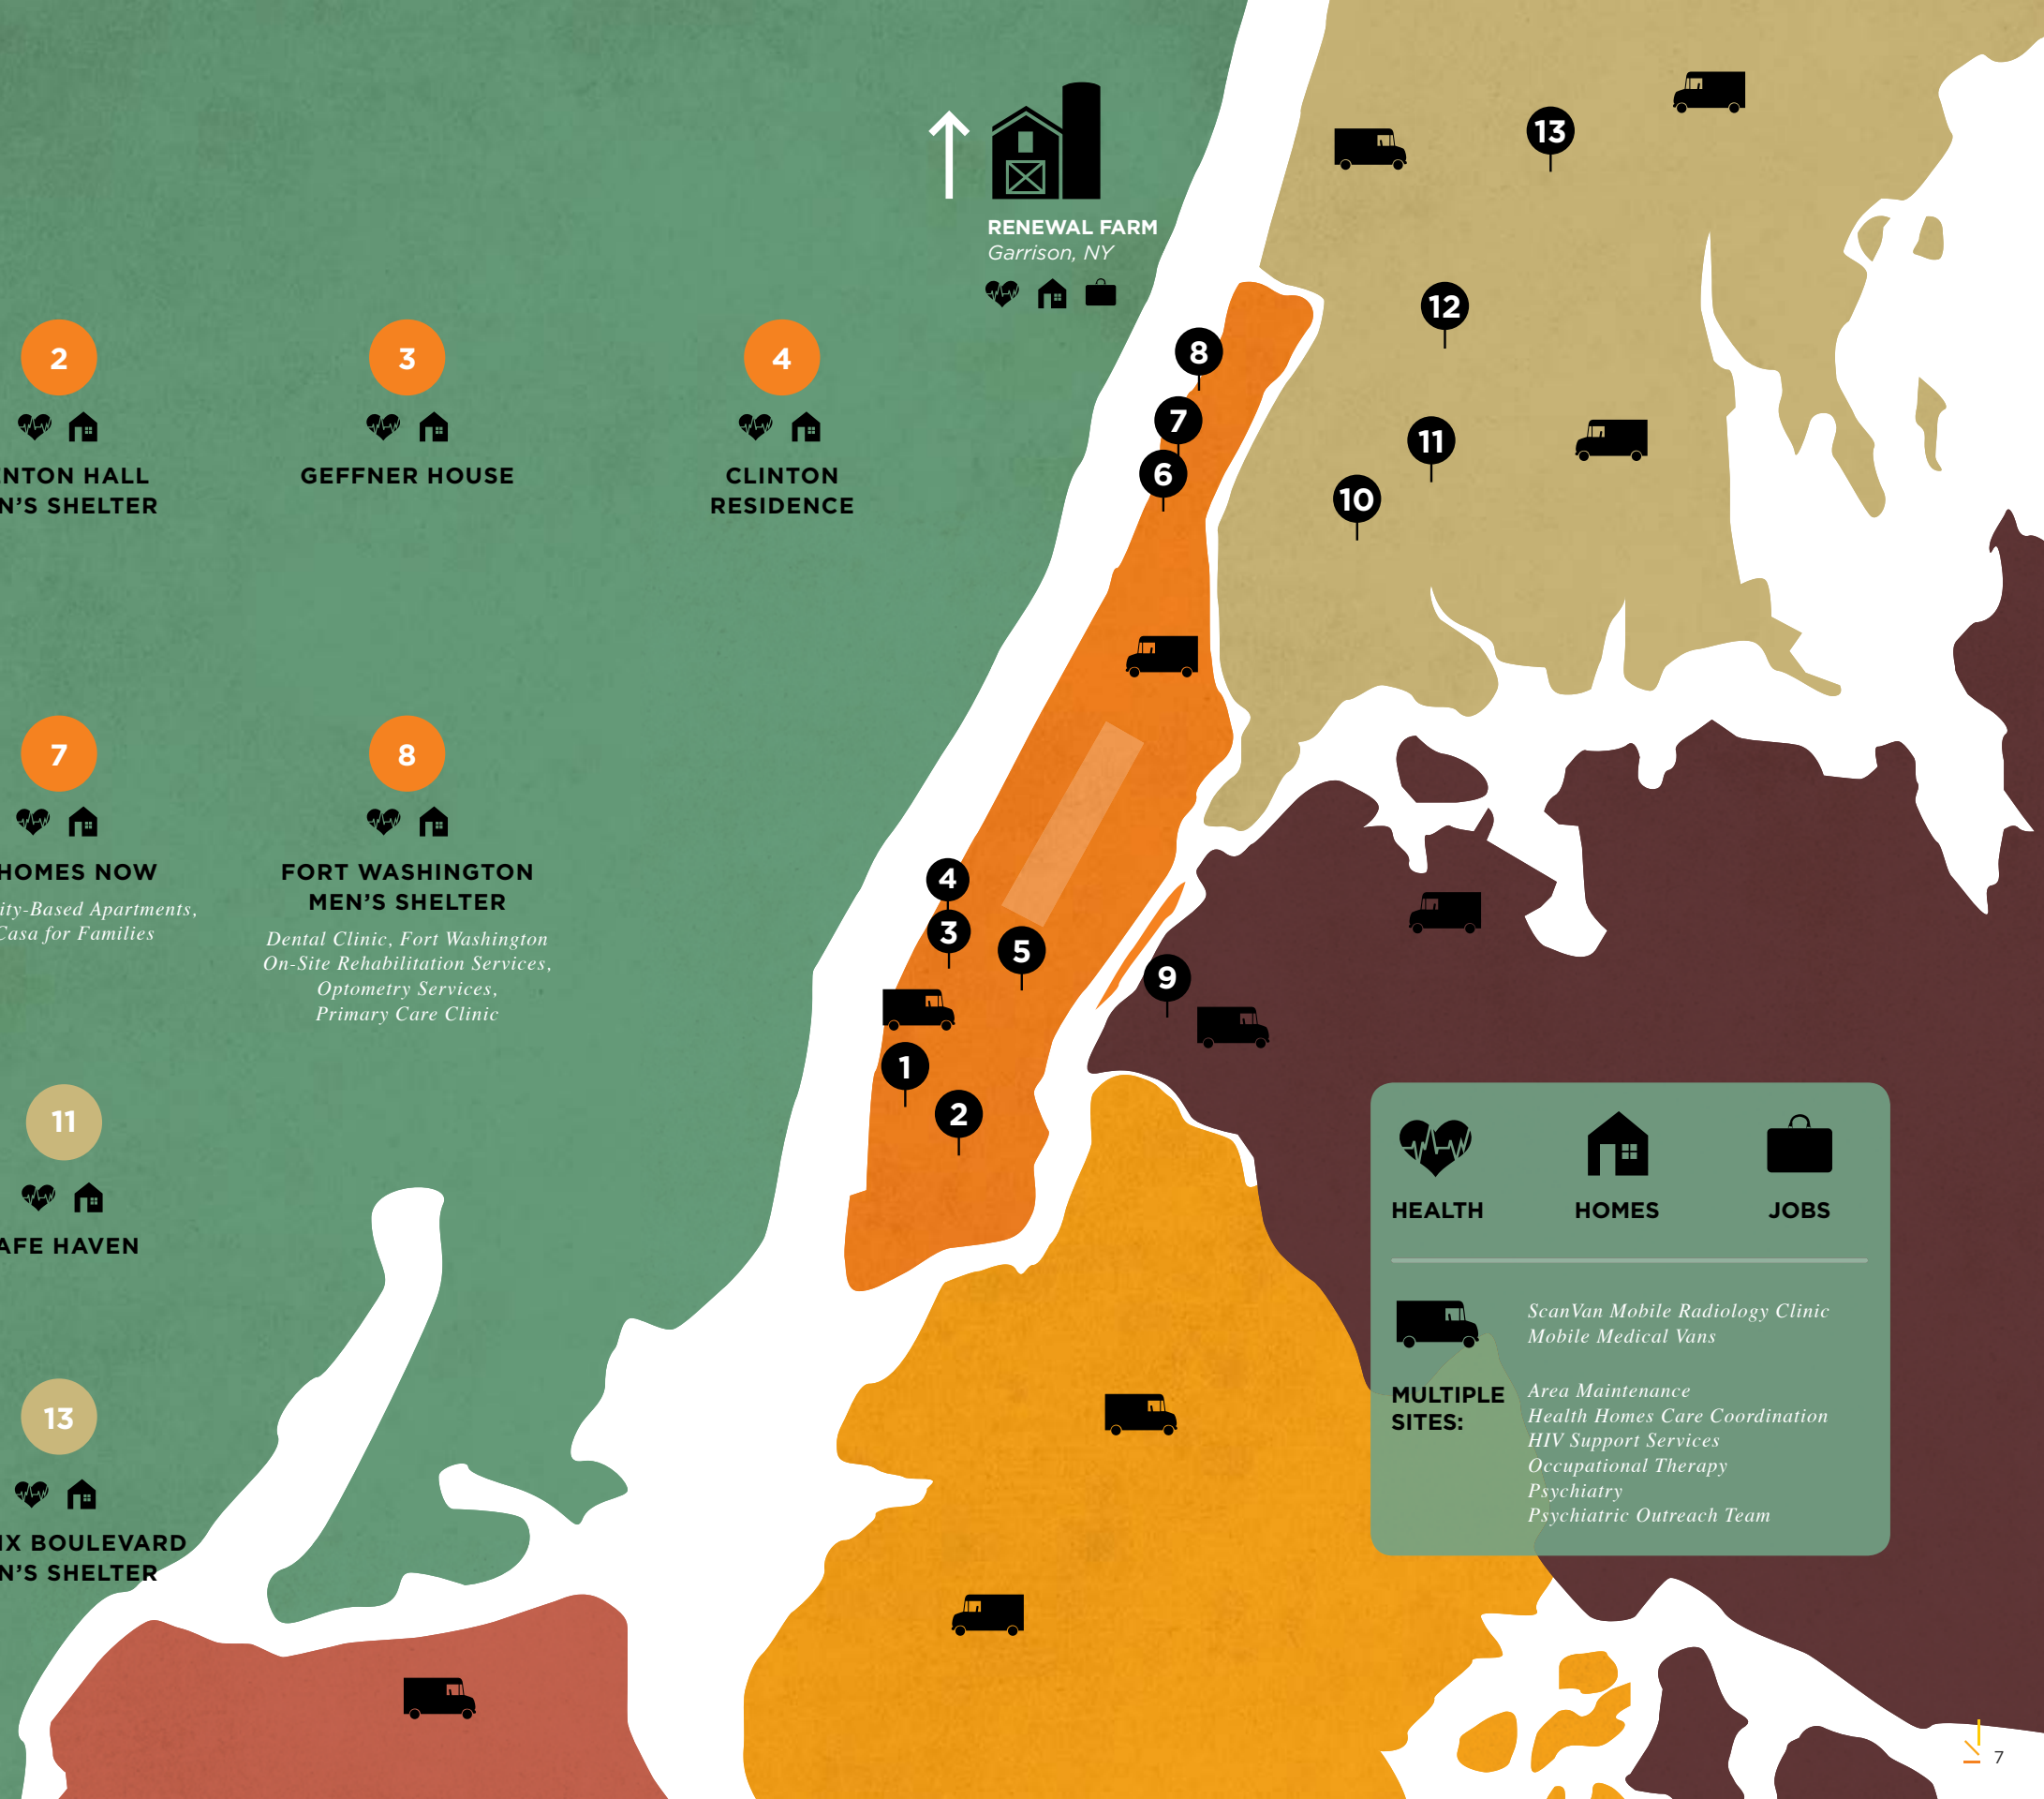 RENEWAL FARM
Garrison, NY
2
NTON HALL
N'S SHELTER
3
GEFFNER HOUSE
4
CLINTON
RESIDENCE
7
HOMES NOW
ity-Based Apartments,
Casa for Families
8
FORT WASHINGTON
MEN'S SHELTER
Dental Clinic, Fort Washington
On-Site Rehabilitation Services,
Optometry Services,
Primary Care Clinic
11
AFE HAVEN
13
IX BOULEVARD
N'S SHELTER
13
12
8
7
11
6
10
4
3
5
9
1
2
HEALTH
HOMES
JOBS
ScanVan Mobile Radiology Clinic
Mobile Medical Vans
MULTIPLE
SITES:
Area Maintenance
Health Homes Care Coordination
HIV Support Services
Occupational Therapy
Psychiatry
Psychiatric Outreach Team
7